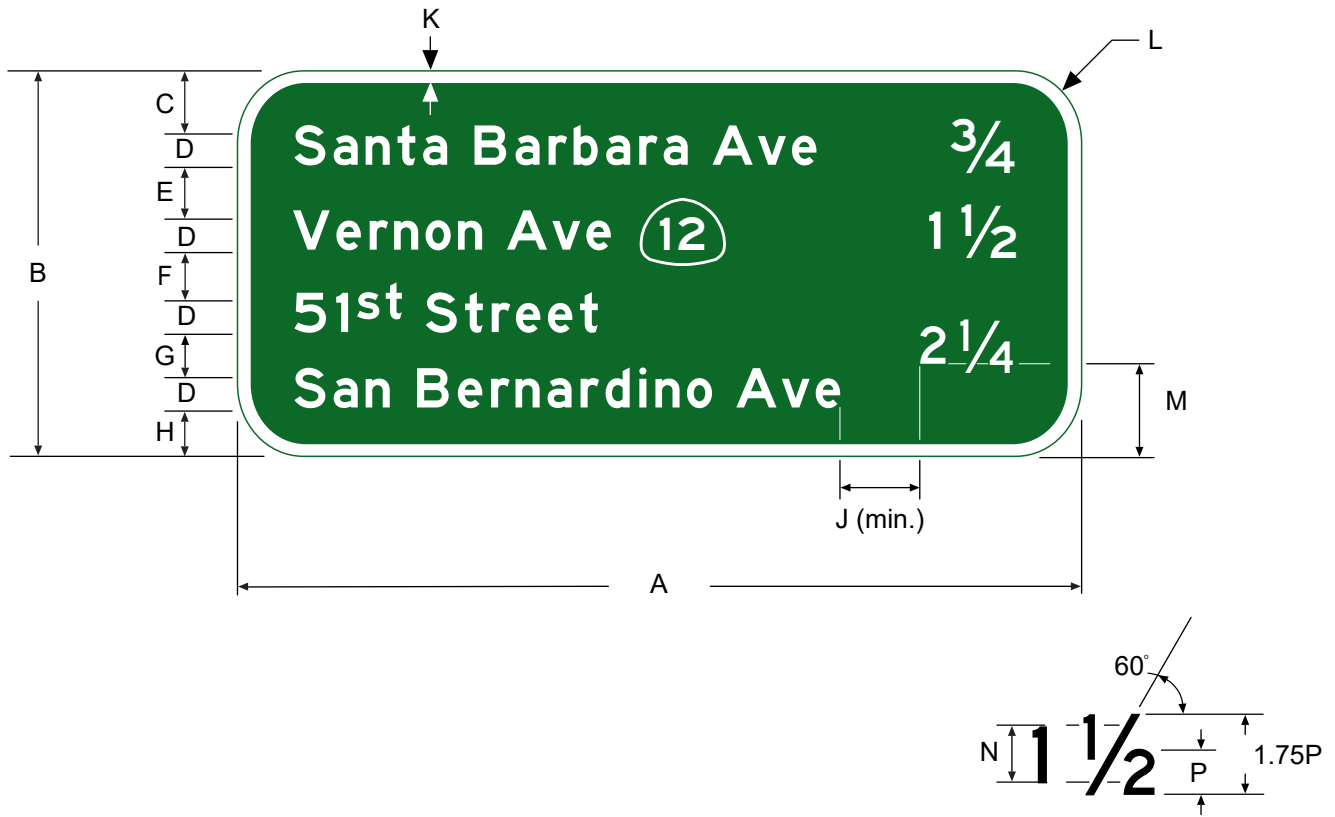 K
L
C
D
E
D
F
D
G
D
H
B
Santa Barbara Ave 3/4
Vernon Ave 12 1 1/2
51st Street
2 1/4
San Bernardino Ave
M
J (min.)
A
60°
N
1 1/2
P
1.75P